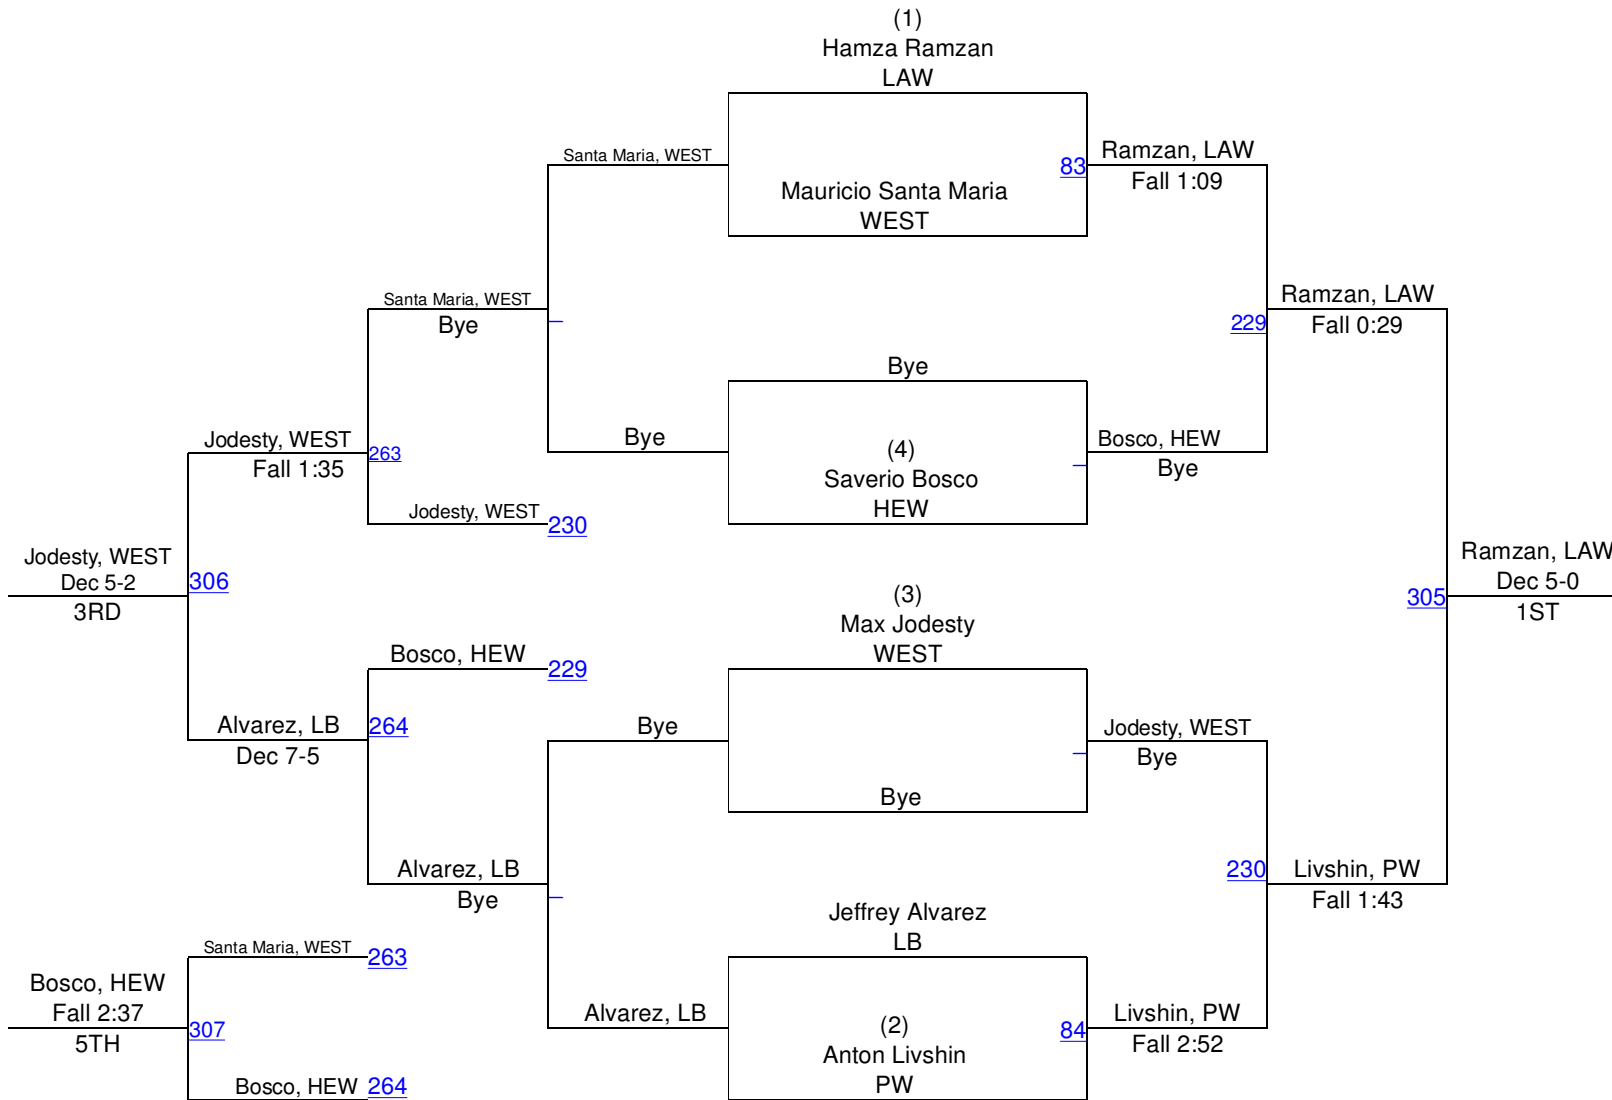 (1)
Hamza Ramzan
LAW
Santa Maria, WEST
83
Ramzan, LAW
Fall 1:09
Mauricio Santa Maria
WEST
Santa Maria, WEST
Bye
Ramzan, LAW
229
Fall 0:29
Bye
Jodesty, WEST
263
Fall 1:35
Bye
(4)
Saverio Bosco
HEW
Bosco, HEW
Bye
Jodesty, WEST
230
Jodesty, WEST
Dec 5-2
306
3RD
(3)
Max Jodesty
WEST
Ramzan, LAW
Dec 5-0
305
1ST
Bosco, HEW
229
Alvarez, LB
264
Dec 7-5
Bye
Jodesty, WEST
Bye
Bye
Alvarez, LB
Bye
230
Livshin, PW
Fall 1:43
Jeffrey Alvarez
LB
Santa Maria, WEST
263
Bosco, HEW
Fall 2:37
307
5TH
Alvarez, LB
(2)
Anton Livshin
PW
84
Livshin, PW
Fall 2:52
Bosco, HEW
264